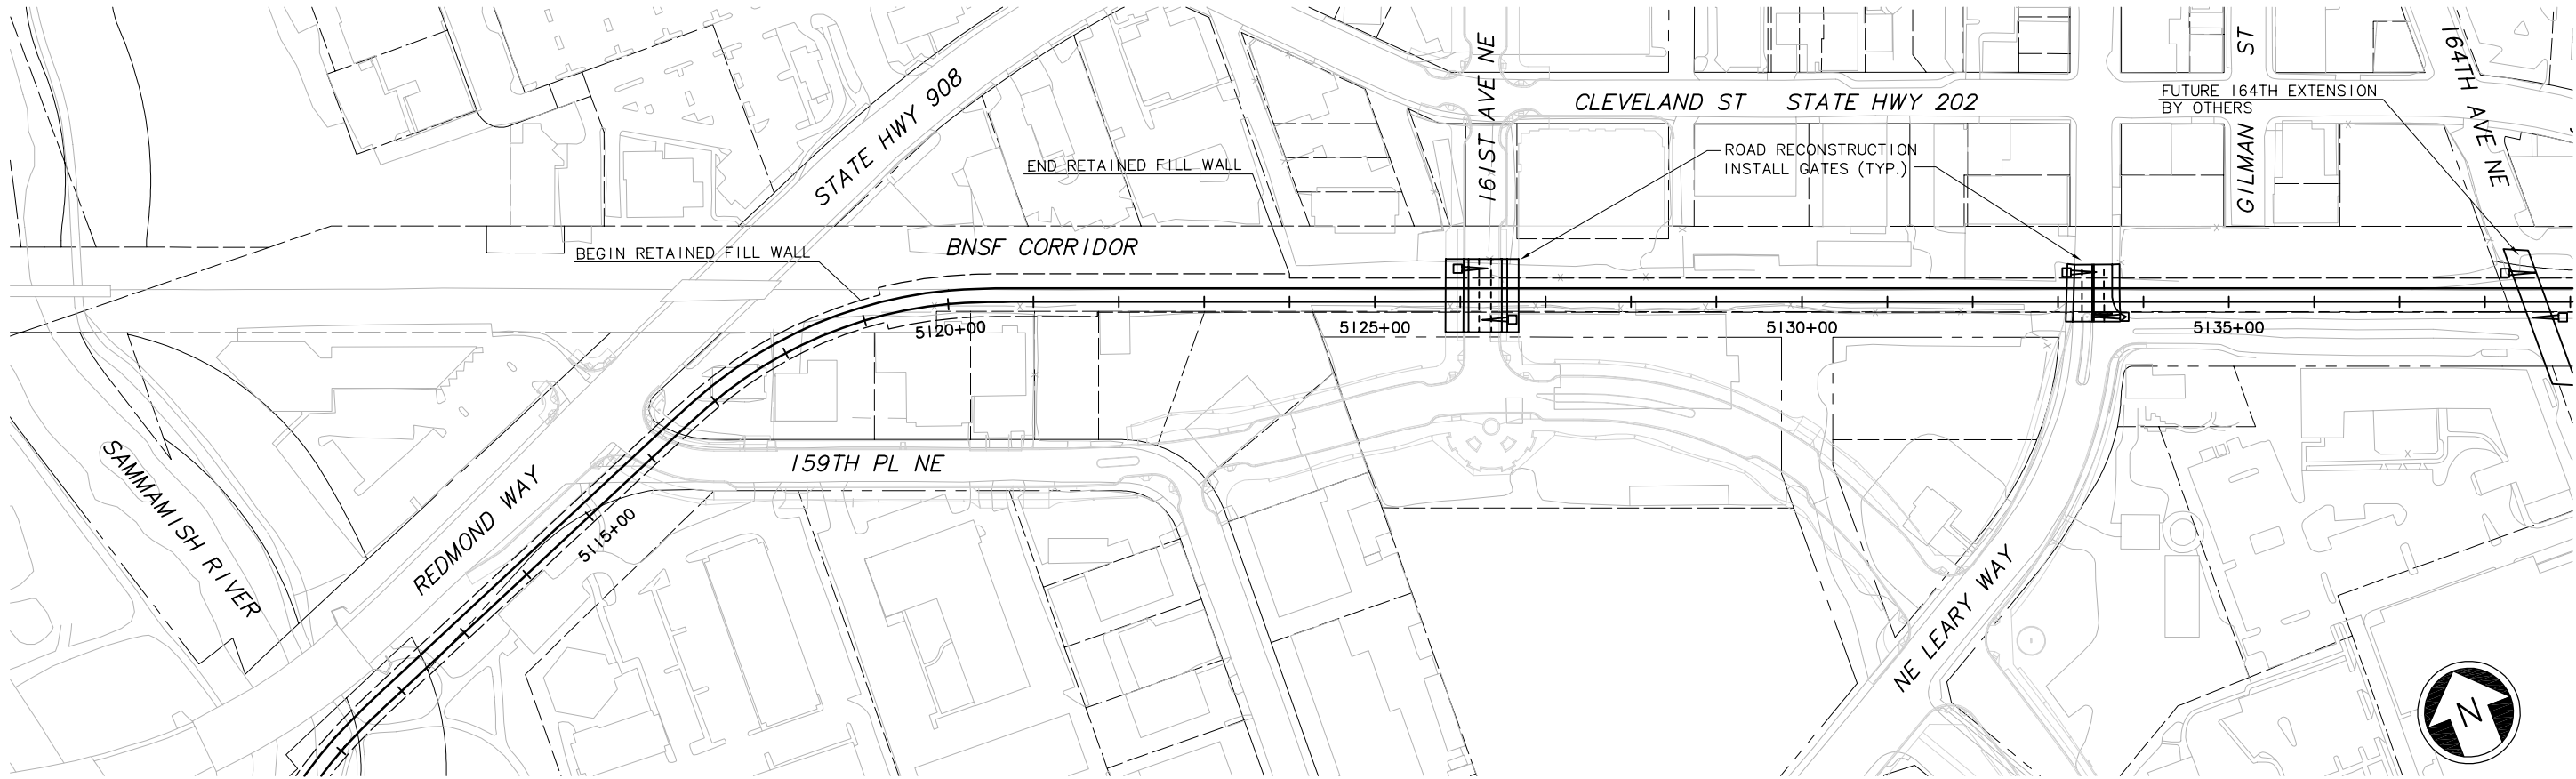 161ST AVE NE
GILMAN ST
164TH AVE NE
STATE HWY 908
CLEVELAND ST STATE HWY 202
FUTURE 164TH EXTENSION
BY OTHERS
END RETAINED FILL WALL
ROAD RECONSTRUCTION
INSTALL GATES (TYP.)
BEGIN RETAINED FILL WALL
BNSF CORRIDOR
5120+00
5125+00
5130+00
5135+00
SAMMAMISH RIVER
REDMOND WAY
159TH PL NE
5115+00
NE LEARY WAY
N